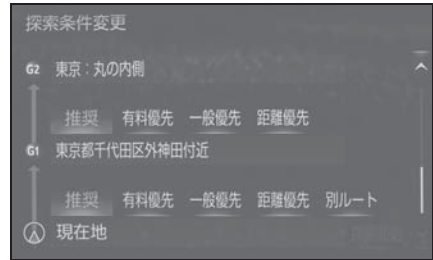 探索条件変更
G2 東京:丸の内側
推奨 有料優先 一般優先 距離優先
G1 東京都千代田区外神田付近
推奨 有料優先 一般優先 距離優先 別ルート
現在地